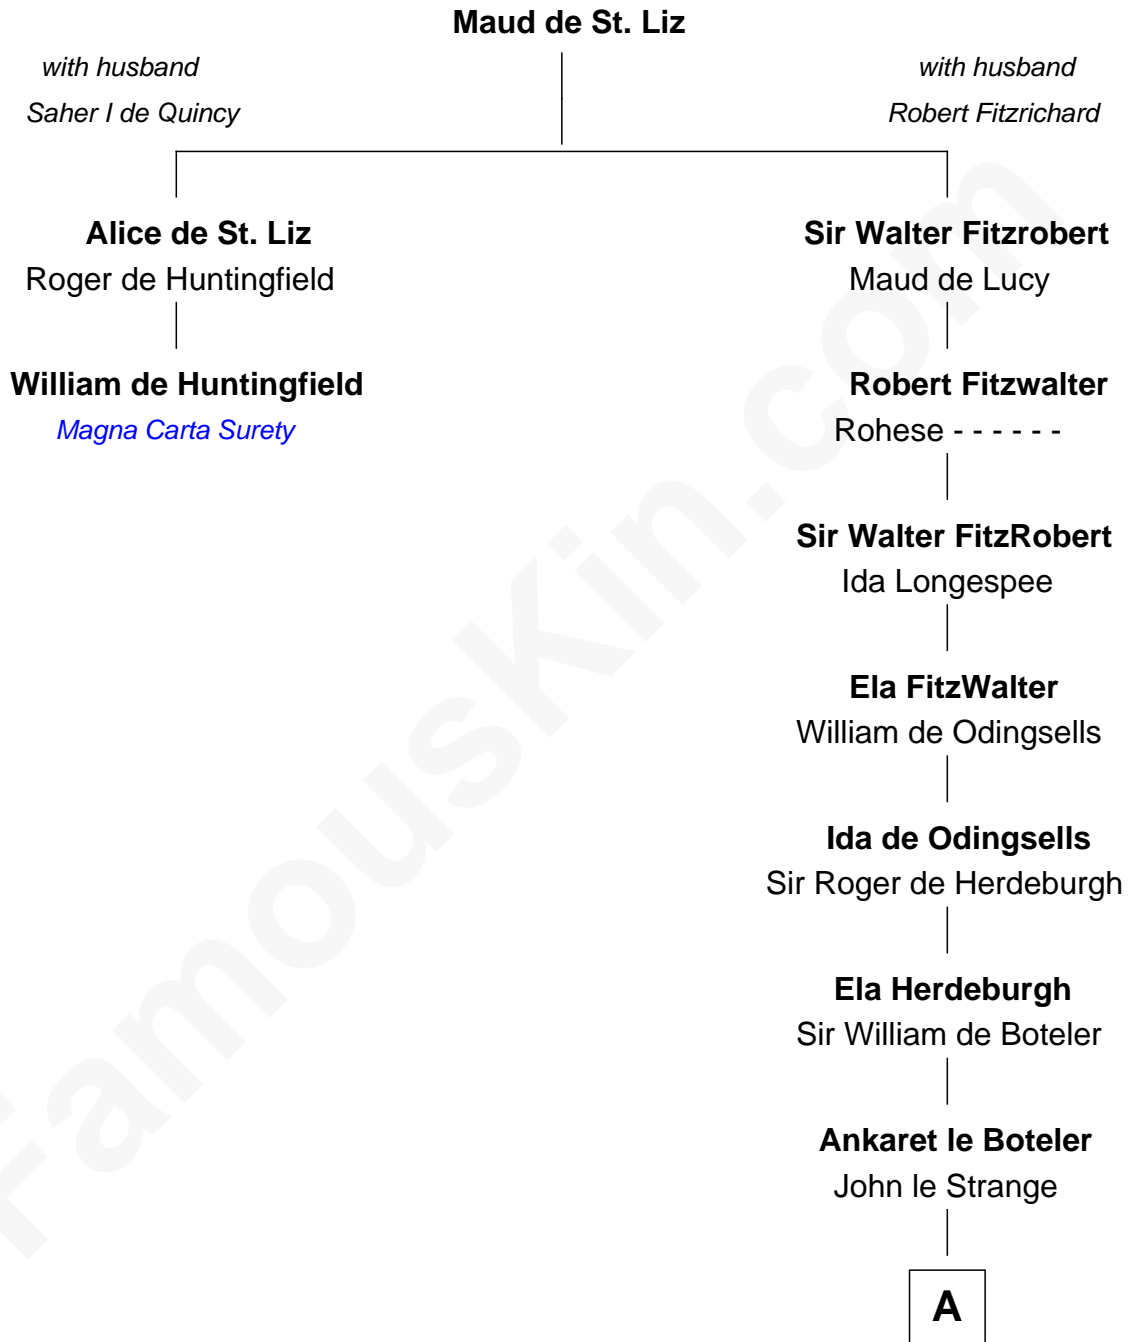 Maud de St. Liz
with husband
Saher I de Quincy
with husband
Robert Fitzrichard
Alice de St. Liz
Roger de Huntingfield
William de Huntingfield
Magna Carta Surety
Sir Walter Fitzrobert
Maud de Lucy
Robert Fitzwalter
Rohese - - - - - -
Sir Walter FitzRobert
Ida Longespee
Ela FitzWalter
William de Odingsells
Ida de Odingsells
Sir Roger de Herdeburgh
Ela Herdeburgh
Sir William de Boteler
Ankaret le Boteler
John le Strange
A
FamousKin.com